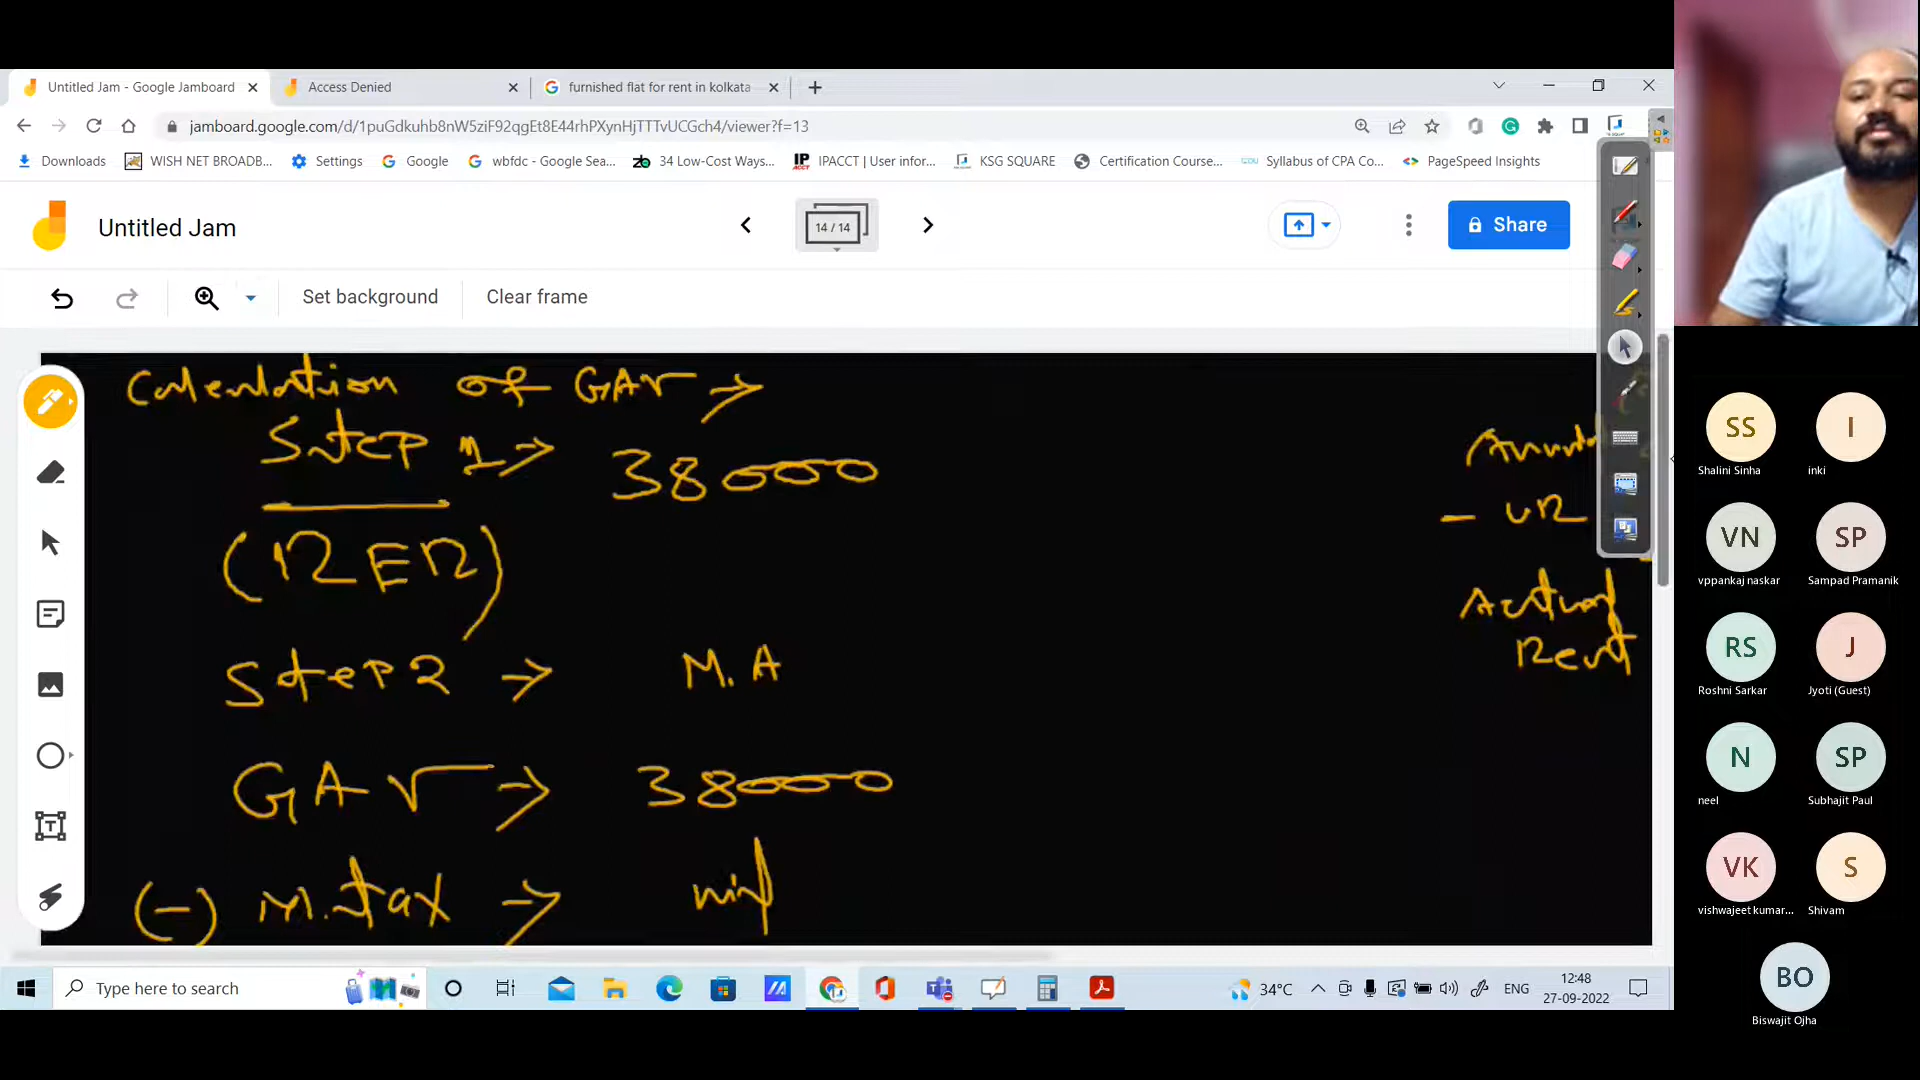 Untitled Jam - Google Jamboard
Access Denied
furnished flat for rent in kolkata
jamboard.google.com/d/1puGdkuhb8nW5ziF92qgEt8E44rhPXynHjTTTvUCGch4/viewer?f=13
Downloads
WISH NET BROADB...
Settings
Google
wbfdc - Google Sea...
34 Low-Cost Ways...
IPACCT | User infor...
KSG SQUARE
Certification Course...
Syllabus of CPA Co...
PageSpeed Insights
Untitled Jam
14 / 14
Share
Set background
Clear frame
Calculation of GAV →
Step 1 → 38000
(RER)
Step 2 → M.A
GAV → 38000
(-) M.tax →
- UR
Actual
Rent
SS
I
Shalini Sinha
inki
VN
SP
vppankaj naskar
Sampad Pramanik
RS
J
Roshni Sarkar
Jyoti (Guest)
N
SP
neel
Subhajit Paul
VK
S
vishwajeet kumar...
Shivam
BO
Biswajit Ojha
Type here to search
34°C
ENG
12:48
27-09-2022